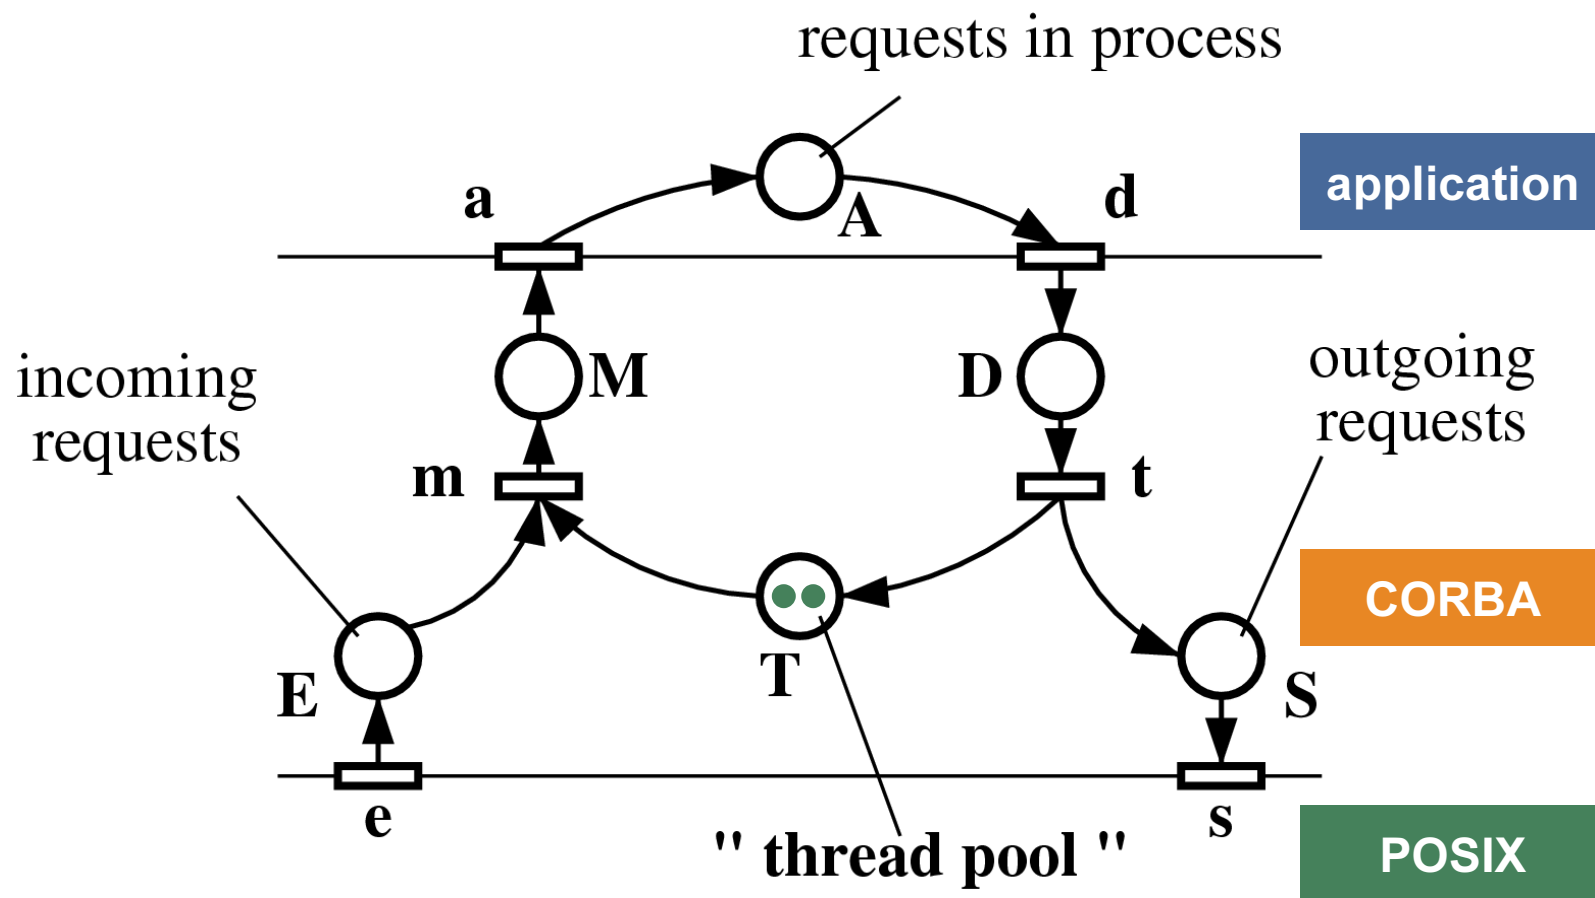 requests in process
a
A
d
application
incoming
requests
M
D
outgoing
requests
m
t
CORBA
E
T
S
e
" thread pool "
s
POSIX